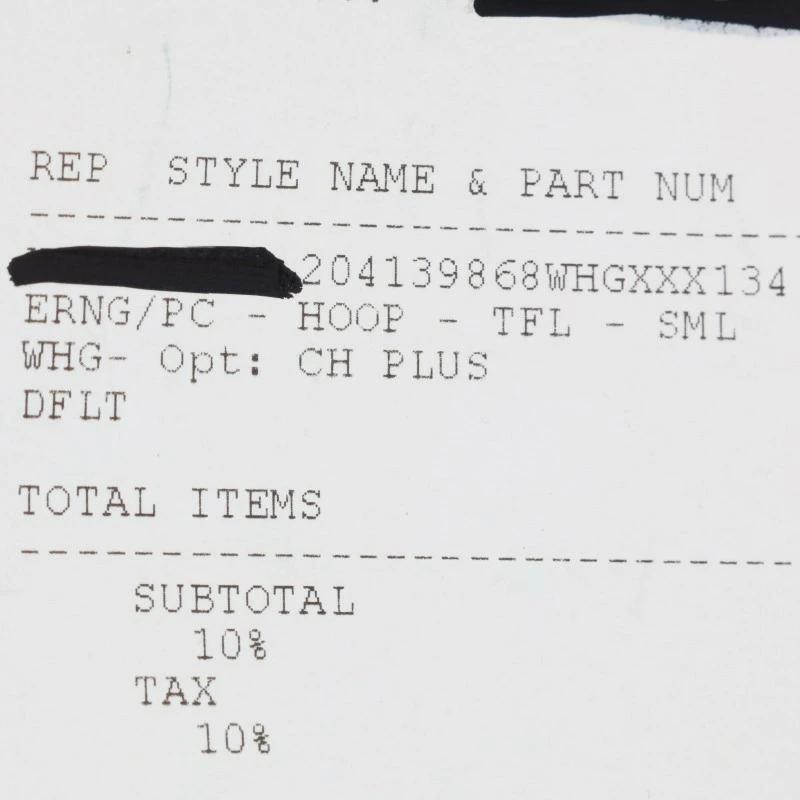 REP STYLE NAME & PART NUM
204139868WHGXXX134
ERNG/PC - HOOP - TFL - SML
WHG- Opt: CH PLUS
DFLT
TOTAL ITEMS
SUBTOTAL
10%
TAX
10%